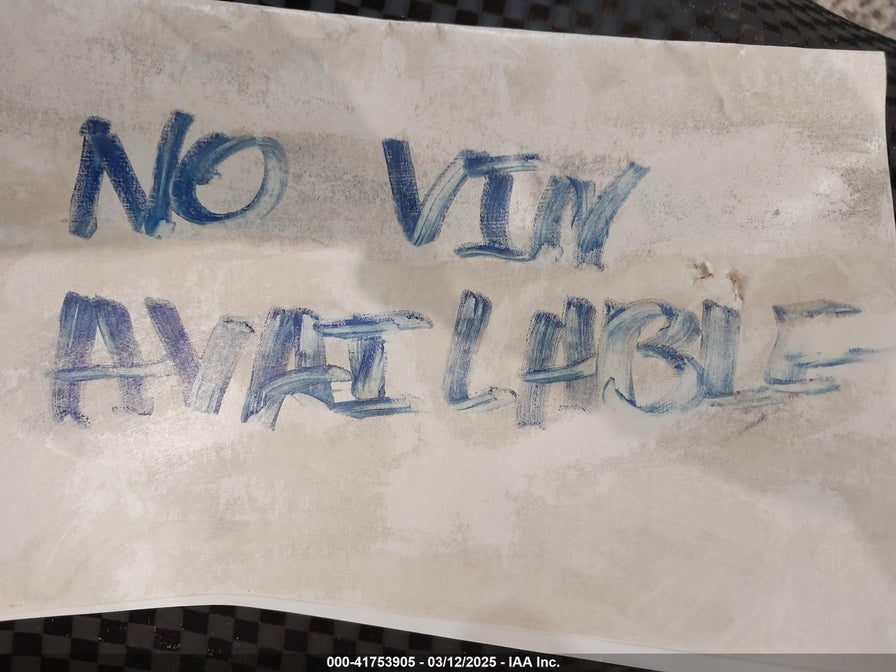 NO VIN
AVAILABLE
000-41753905 - 03/12/2025 - IAA Inc.